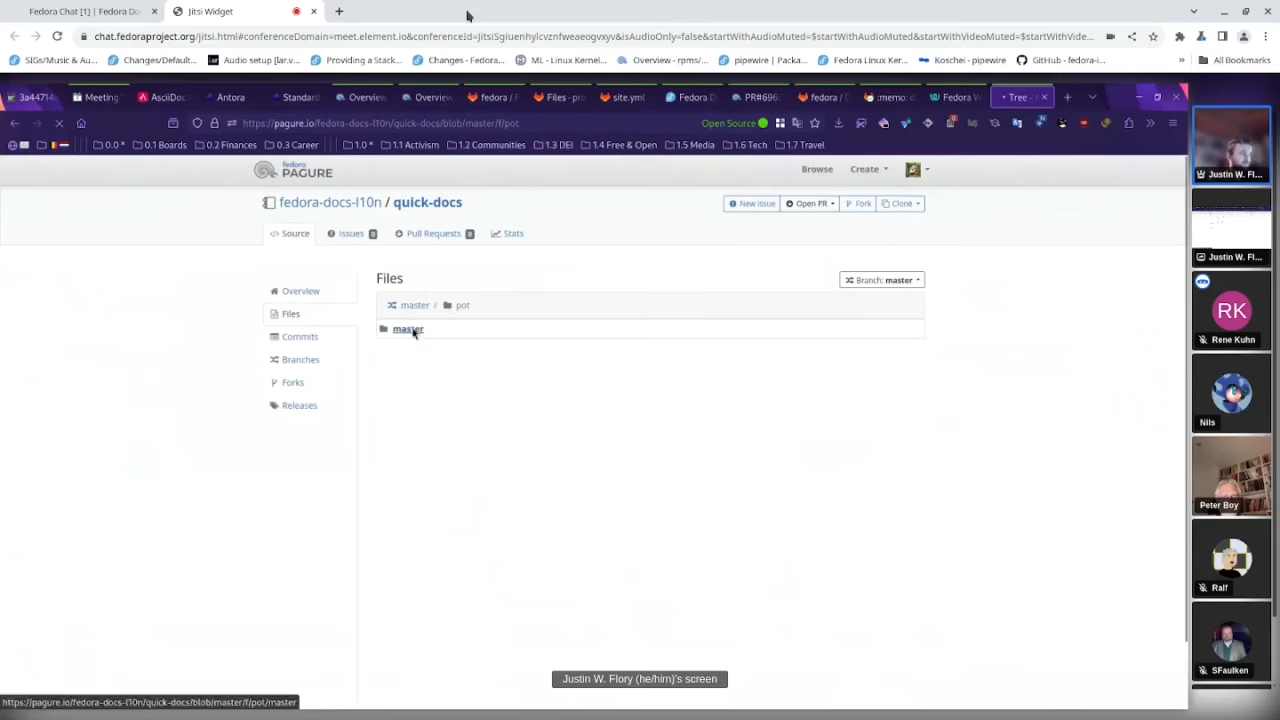 Fedora Chat [1] | Fedora Do
Jitsi Widget
chat.fedoraproject.org/jitsi.html#conferenceDomain=meet.element.io&conferenceId=JitsiSgiuenhylcvznfweaeogvxyv&isAudioOnly=false&startWithAudioMuted=$startWithAudioMuted&startWithVideoMuted=$startWithVide...
SIGs/Music & Au...
Changes/Default...
Audio setup [lar.v...
Providing a Stack...
Changes - Fedora...
ML - Linux Kernel...
Overview - rpms/...
pipewire | Packa...
Fedora Linux Ker...
Koschei - pipewire
GitHub - fedora-i...
» All Bookmarks
3a44714
Meeting
AsciiDoc
Antora
Standard
Overview
Overview
fedora / F
Files - pro
site.yml
Fedora D
PR#696
fedora / D
:memo: d
Fedora W
Tree -
https://pagure.io/fedora-docs-l10n/quick-docs/blob/master/f/pot
Open Source
0.0 *
0.1 Boards
0.2 Finances
0.3 Career
1.0 *
1.1 Activism
1.2 Communities
1.3 DEI
1.4 Free & Open
1.5 Media
1.6 Tech
1.7 Travel
fedora
PAGURE
Browse
Create
fedora-docs-l10n / quick-docs
New issue
Open PR
Fork
Clone
Source
Issues 0
Pull Requests 0
Stats
Overview
Files
Commits
Branches
Forks
Releases
Files
Branch: master
master / pot
master
Justin W. Fl...
Justin W. Fl...
RK
Rene Kuhn
Nils
Peter Boy
Ralf
SFaulken
Justin W. Flory (he/him)'s screen
https://pagure.io/fedora-docs-l10n/quick-docs/blob/master/f/pot/master